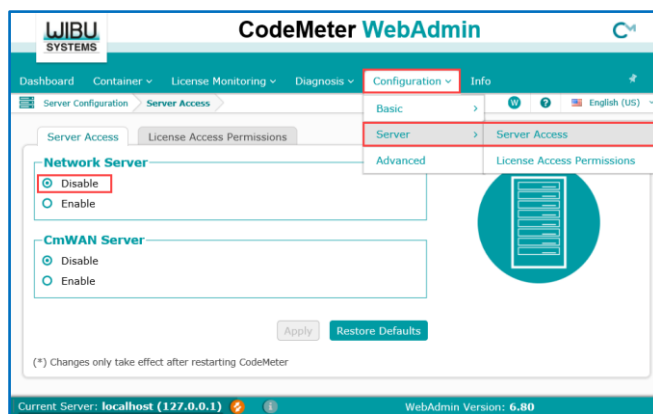 WIBU
SYSTEMS
CodeMeter WebAdmin
CM
Dashboard Container License Monitoring Diagnosis Configuration Info
Server Configuration Server Access
W ? English (US)
Basic >
Server > Server Access
Advanced License Access Permissions
Server Access License Access Permissions
Network Server
Disable
Enable
CmWAN Server
Disable
Enable
Apply Restore Defaults
(*) Changes only take effect after restarting CodeMeter
Current Server: localhost (127.0.0.1) i WebAdmin Version: 6.80